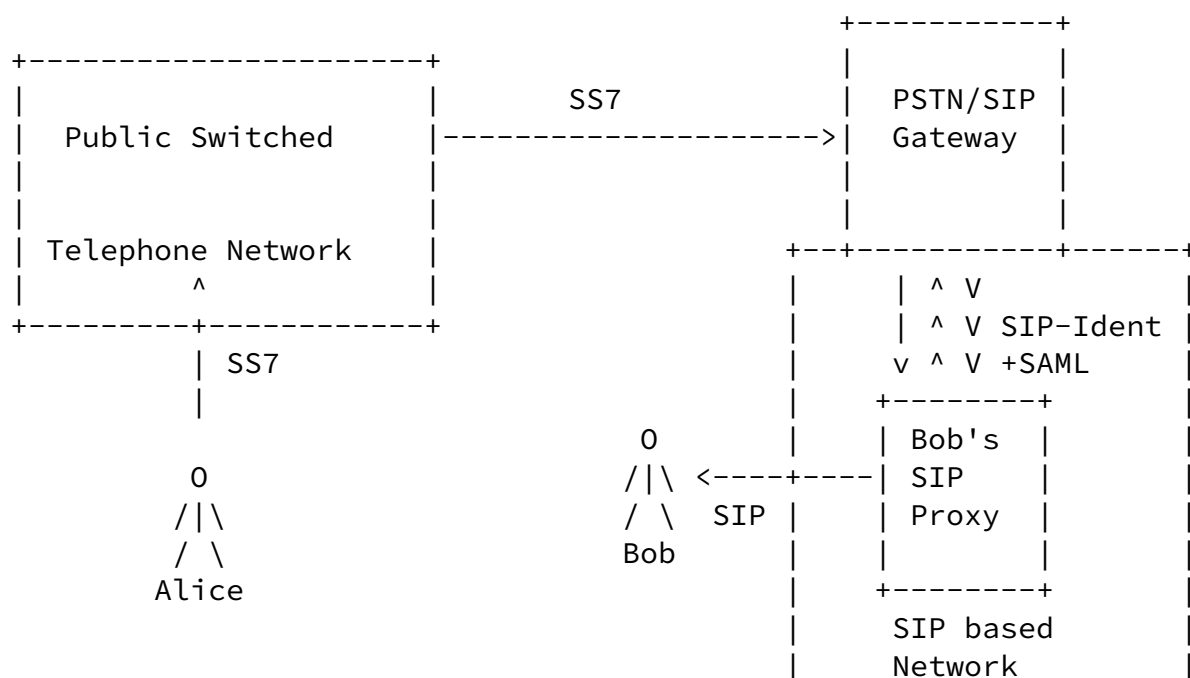 SS7
PSTN/SIP
Gateway
Public Switched
Telephone Network
SS7
SIP-Ident
+SAML
Bob's
SIP
Proxy
SIP
Bob
Alice
SIP based
Network